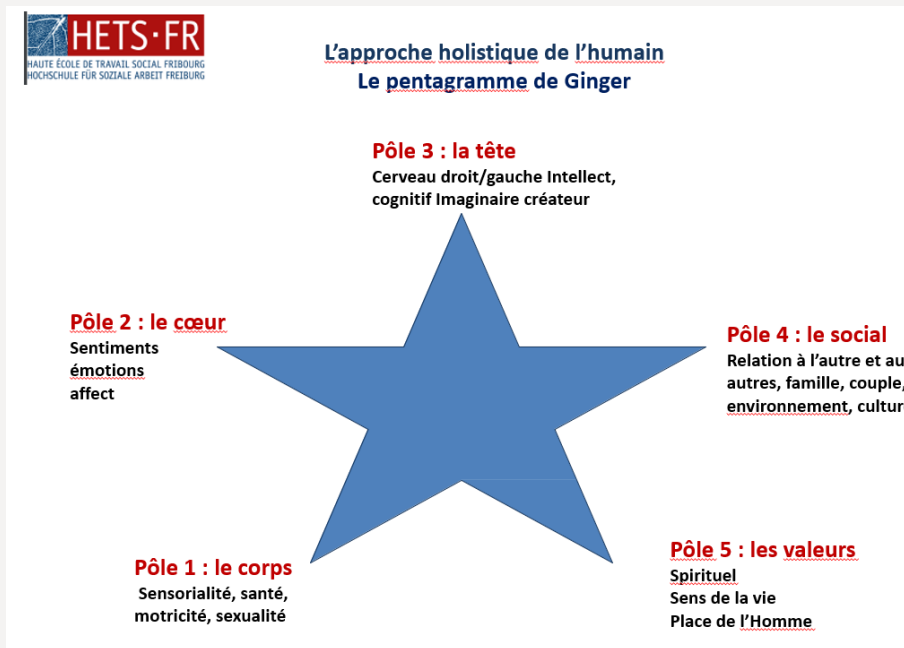 HETS·FR
HAUTE ÉCOLE DE TRAVAIL SOCIAL FRIBOURG
HOCHSCHULE FÜR SOZIALE ARBEIT FREIBURG
L'approche holistique de l'humain
Le pentagramme de Ginger
Pôle 3 : la tête
Cerveau droit/gauche Intellect,
cognitif Imaginaire créateur
Pôle 2 : le cœur
Sentiments
émotions
affect
Pôle 4 : le social
Relation à l'autre et
autres, famille, couple,
environnement,
Pôle 1 : le corps
Sensorialité, santé,
motricité, sexualité
Pôle 5 : les valeurs
Spirituel
Sens de la vie
Place de l'Homme